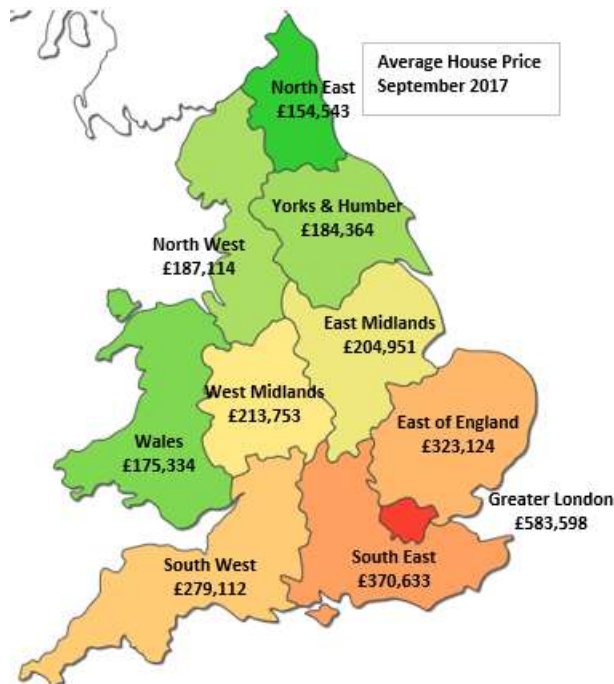 Average House Price
September 2017
North East
£154,543
Yorks & Humber
£184,364
North West
£187,114
East Midlands
£204,951
West Midlands
£213,753
East of England
£323,124
Wales
£175,334
Greater London
£583,598
South West
£279,112
South East
£370,633